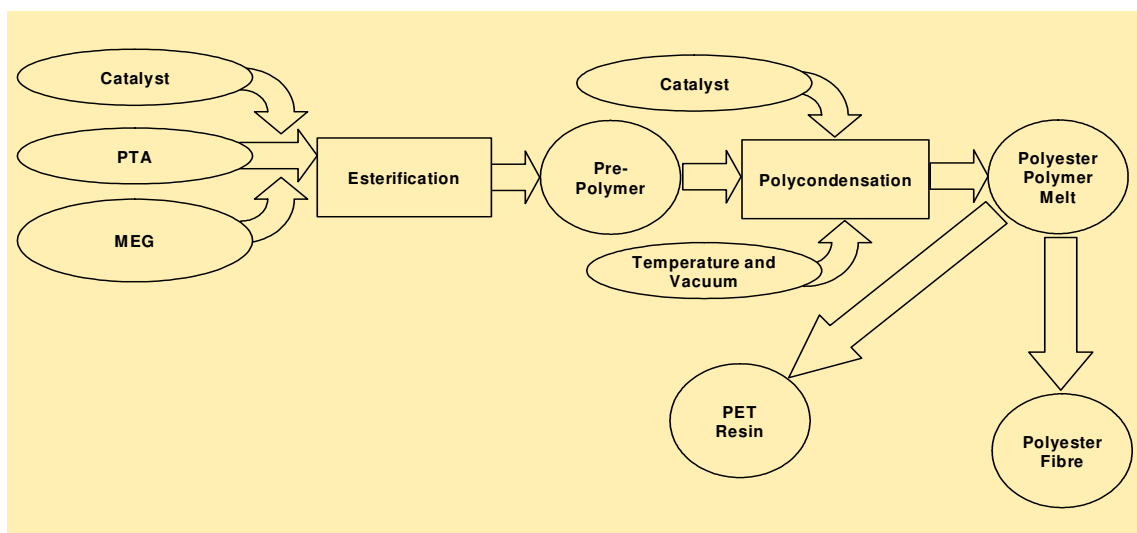 Catalyst
PTA
MEG
Esterification
Pre-
Polymer
Catalyst
Polycondensation
Temperature and
Vacuum
Polyester
Polymer
Melt
PET
Resin
Polyester
Fibre